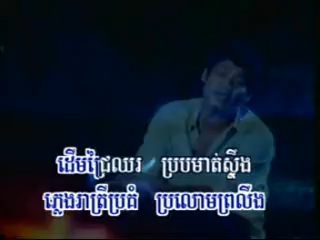 ដើមជ្រៃឈរ ប្របមាត់ស្ទឹង
ភ្លេងរាត្រីប្រគំ ប្រលោមព្រលឹង